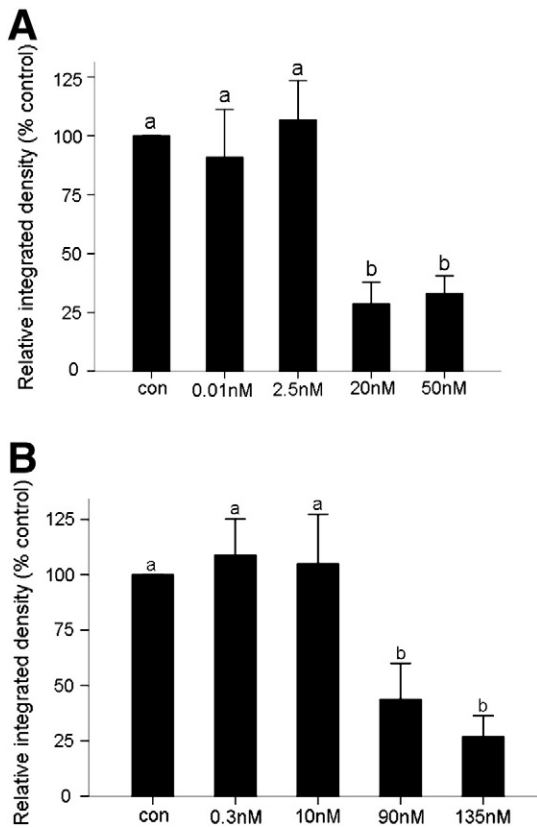 A
Relative integrated density (% control)
125
100
75
50
25
0
a
a
a
b
b
con
0.01nM
2.5nM
20nM
50nM
B
Relative integrated density (% control)
125
100
75
50
25
0
a
a
a
b
b
con
0.3nM
10nM
90nM
135nM